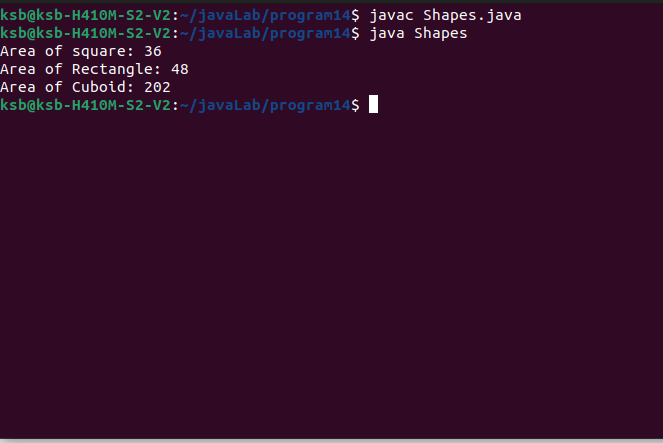 ksb@ksb-H410M-S2-V2:~/javaLab/program14$ javac Shapes.java
ksb@ksb-H410M-S2-V2:~/javaLab/program14$ java Shapes
Area of square: 36
Area of Rectangle: 48
Area of Cuboid: 202
ksb@ksb-H410M-S2-V2:~/javaLab/program14$